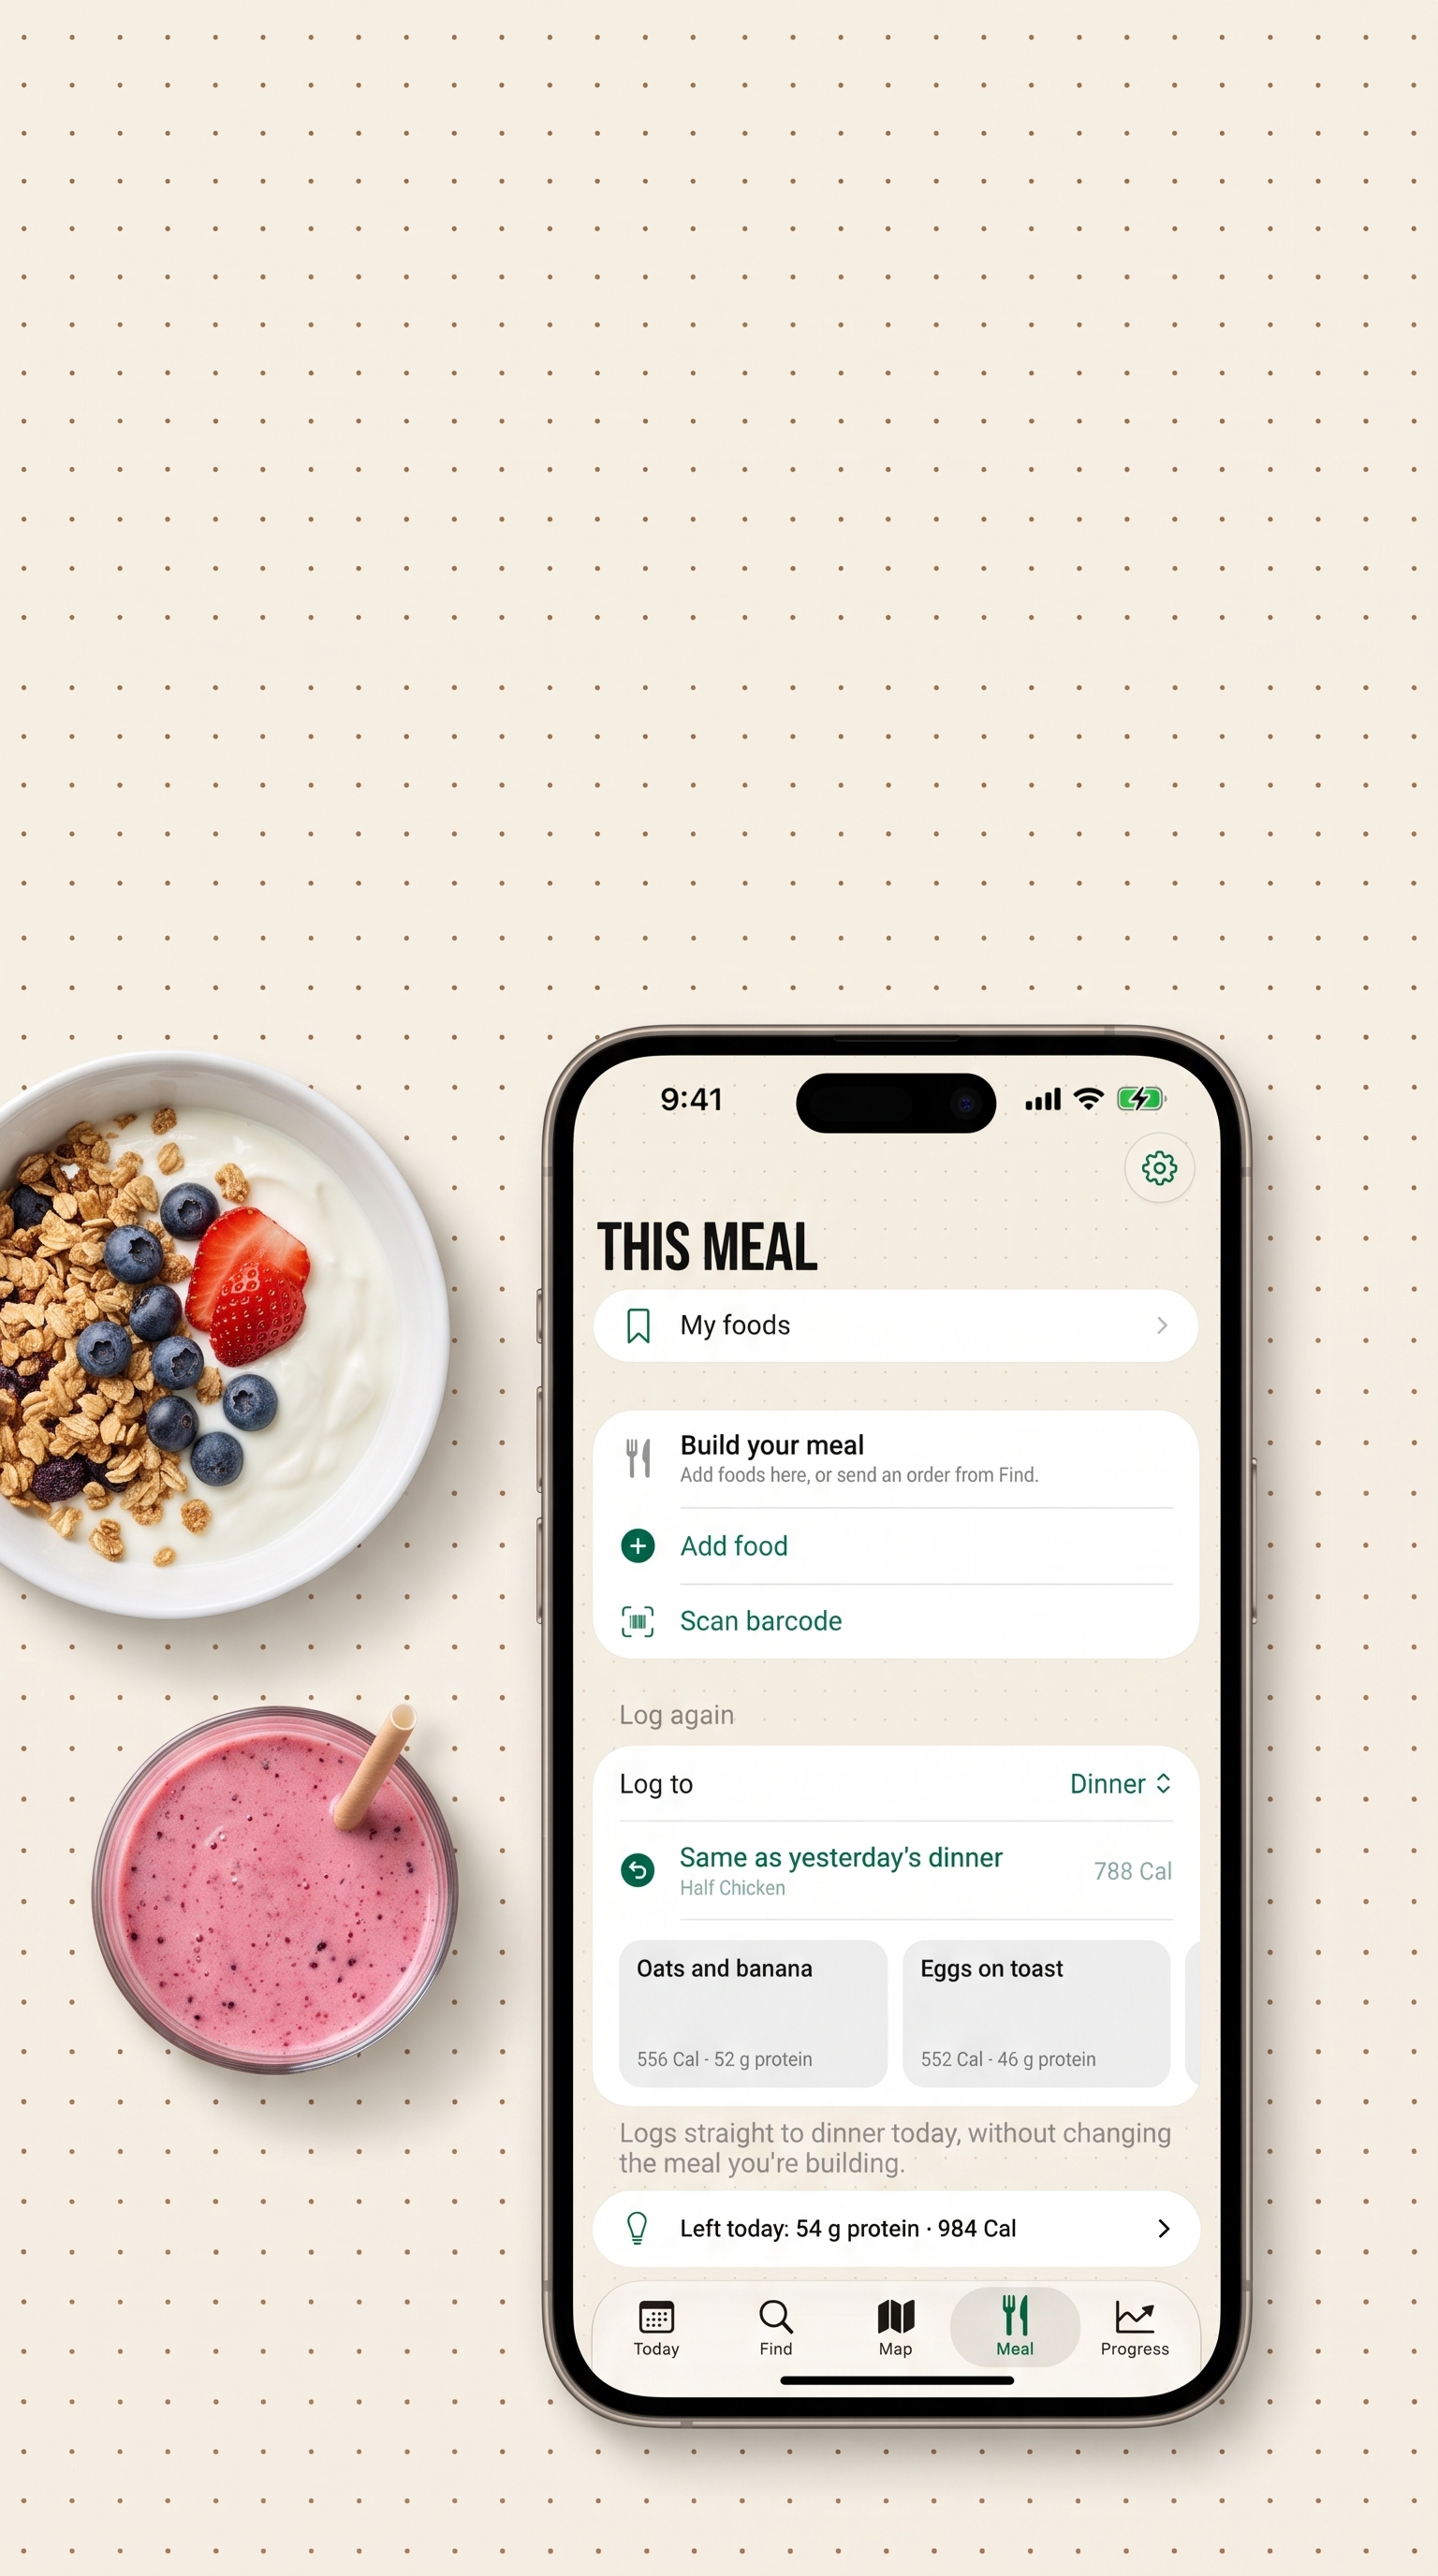 9:41
THIS MEAL
My foods
Build your meal
Add foods here, or send an order from Find.
Add food
Scan barcode
Log again
Log to
Dinner
Same as yesterday's dinner
Half Chicken
788 Cal
Oats and banana
556 Cal - 52 g protein
Eggs on toast
552 Cal - 46 g protein
Logs straight to dinner today, without changing
the meal you're building.
Left today: 54 g protein · 984 Cal
Today
Find
Map
Meal
Progress